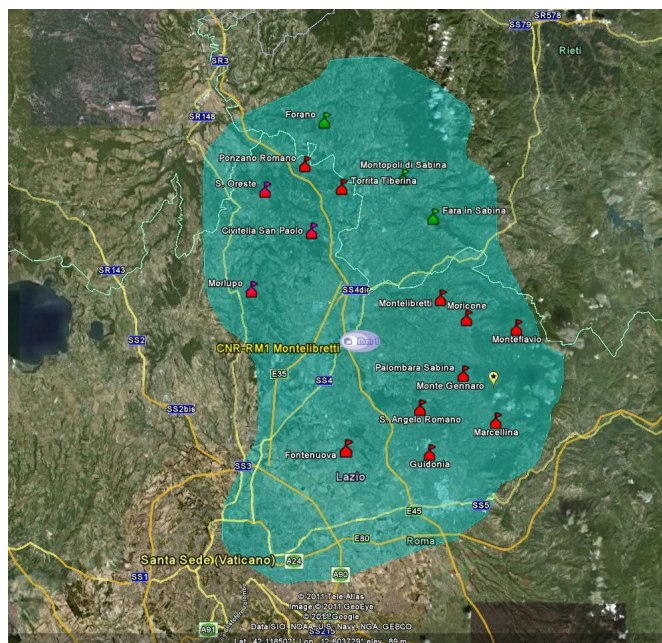 SR578
SS79
Rieti
SR3
SR148
Forano
Ponzano Romano
Montopoli di Sabina
S. Oreste
Torrita Tiberina
Fara in Sabina
Civitella San Paolo
SR143
Morlupo
SS4dir
Montelibretti
Moricone
Monteflavio
SS2
CNR-RM1 Montelibretti
E35
Palombara Sabina
SS4
Monte Gennaro
SS2bis
S. Angelo Romano
Marcellina
Fontenuova
Guidonia
SS3
Lazio
SS5
E45
E80
Roma
Santa Sede (Vaticano)
A24
SS1
A90
© 2011 Tele Atlas
Image © 2011 GeoEye
© 2011 Google
Data SIO, NOAA, U.S. Navy, NGA, GEBCO
A91
SS215